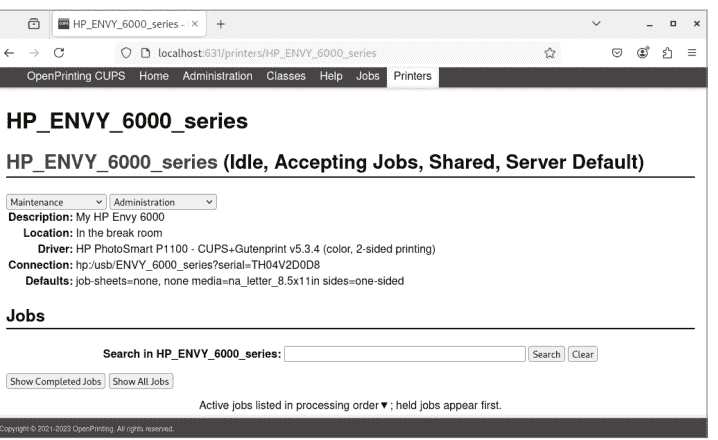 HP_ENVY_6000_series -
localhost:631/printers/HP_ENVY_6000_series
OpenPrinting CUPS Home Administration Classes Help Jobs Printers
HP_ENVY_6000_series
HP_ENVY_6000_series (Idle, Accepting Jobs, Shared, Server Default)
Maintenance Administration
Description: My HP Envy 6000
Location: In the break room
Driver: HP PhotoSmart P1100 - CUPS+Gutenprint v5.3.4 (color, 2-sided printing)
Connection: hp:/usb/ENVY_6000_series?serial=TH04V2D0D8
Defaults: job-sheets=none, none media=na_letter_8.5x11in sides=one-sided
Jobs
Search in HP_ENVY_6000_series: Search Clear
Show Completed Jobs Show All Jobs
Active jobs listed in processing order▼; held jobs appear first.
Copyright © 2021-2023 OpenPrinting. All rights reserved.